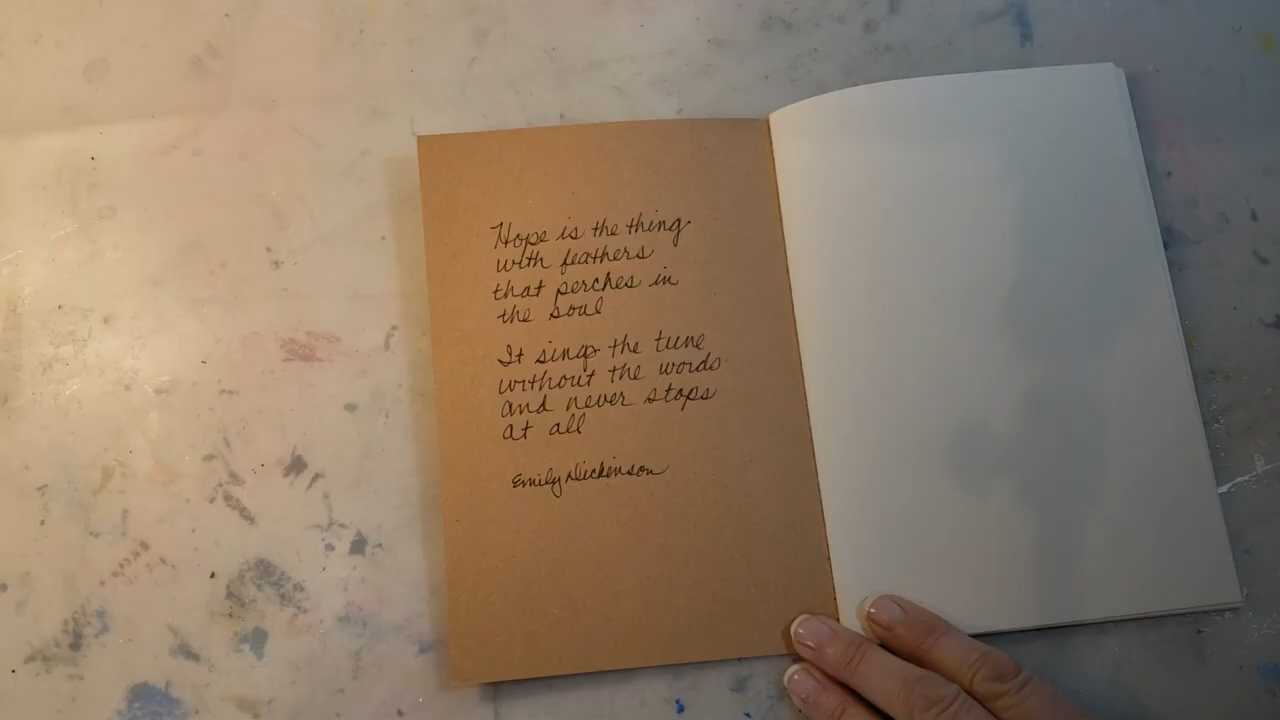 Hope is the thing
with feathers
that perches in
the soul
It sings the tune
without the words
and never stops
at all
Emily Dickinson